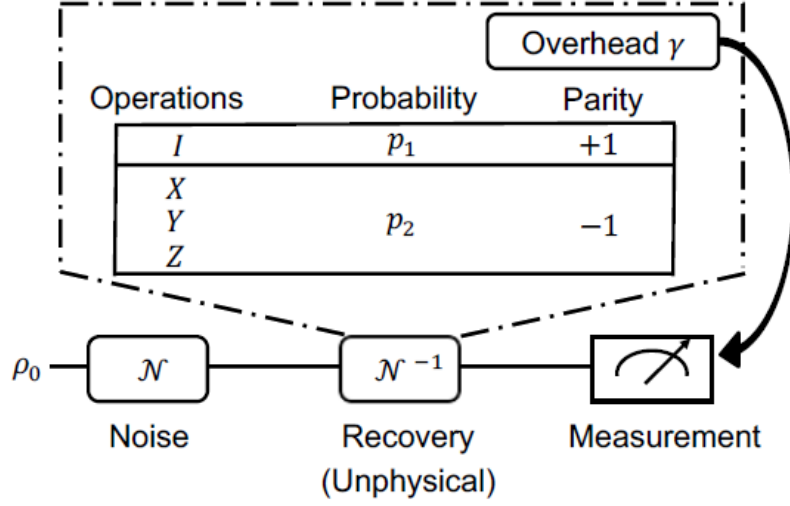 Overhead γ
Operations Probability Parity
I p₁ +1
X
Y p₂ −1
Z
ρ₀ 𝒩 𝒩⁻¹
Noise Recovery Measurement
(Unphysical)